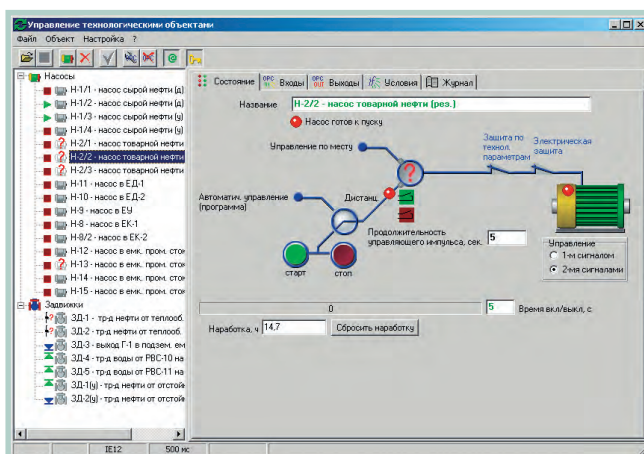 Управление технологическими объектами
Файл Объект Настройка ?
Насосы
Н-1/1 - насос сырой нефти (д)
Н-1/2 - насос сырой нефти (д)
Н-1/3 - насос сырой нефти (у)
Н-1/4 - насос сырой нефти (у)
Н-2/1 - насос товарной нефти
Н-2/2 - насос товарной нефти
Н-2/3 - насос товарной нефти
Н-11 - насос в ЕД-1
Н-10 - насос в ЕД-2
Н-9 - насос в ЕУ
Н-8 - насос в ЕК-1
Н-8/2 - насос в ЕК-2
Н-12 - насос в емк. пром. сток
Н-13 - насос в емк. пром. сток
Н-14 - насос в емк. пром. сток
Н-15 - насос в емк. пром. сток
Задвижки
ЗД-1 - тр-д нефти от теплооб.
ЗД-2 - тр-д нефти от теплооб.
ЗД-3 - выход Г-1 в подзем. ем
ЗД-4 - тр-д воды от РВС-10 на
ЗД-5 - тр-д воды от РВС-11 на
ЗД-1(у) - тр-д нефти от отстой
ЗД-2(у) - тр-д нефти от отстой
IE12 500 мс
Состояние OPC IN Входы OPC OUT Выходы Условия Журнал
Название Н-2/2 - насос товарной нефти (рез.)
Насос готов к пуску
Управление по месту
Защита по технол. параметрам
Электрическая защита
?
Автоматич. управление (программа)
Дистанц.
Продолжительность управляющего импульса, сек. 5
старт стоп
Управление
1-м сигналом
2-мя сигналами
0
5 Время вкл/выкл, с
Наработка, ч 14,7 Сбросить наработку